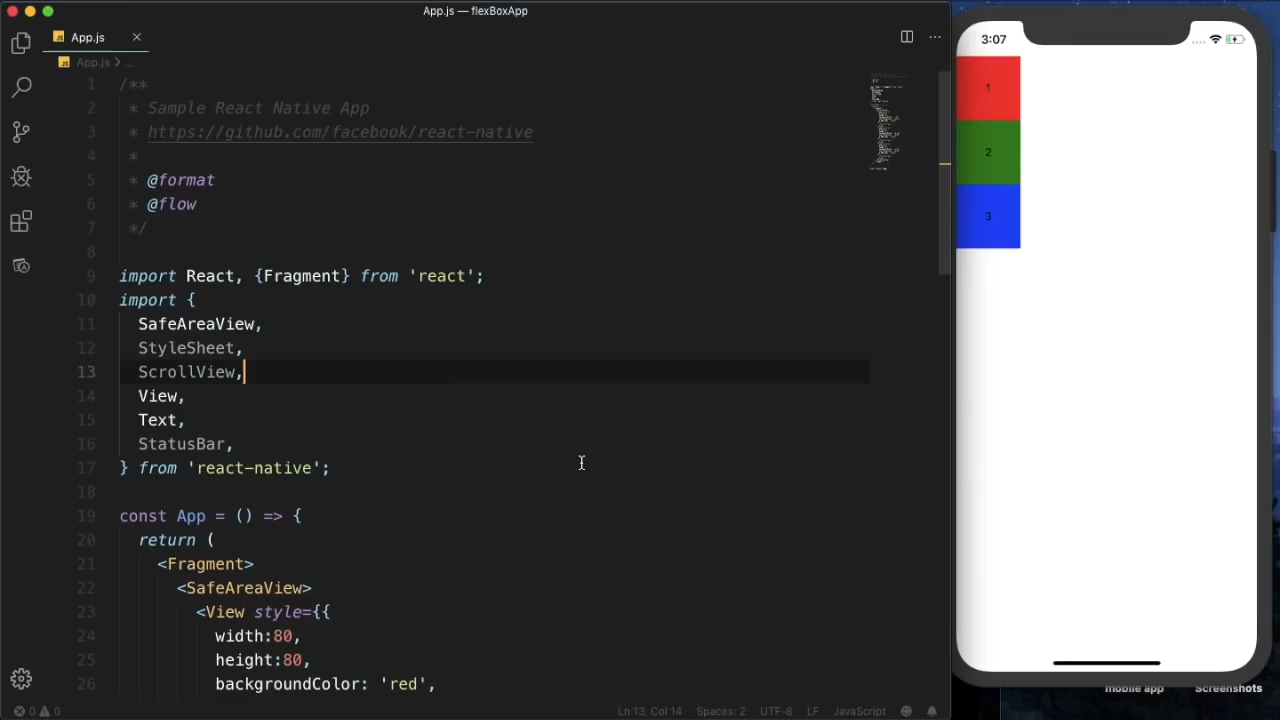 App.js — flexBoxApp
App.js
App.js > ...
1 /**
2 * Sample React Native App
3 * https://github.com/facebook/react-native
4 *
5 * @format
6 * @flow
7 */
8
9 import React, {Fragment} from 'react';
10 import {
11 SafeAreaView,
12 StyleSheet,
13 ScrollView,
14 View,
15 Text,
16 StatusBar,
17 } from 'react-native';
18
19 const App = () => {
20 return (
21 <Fragment>
22 <SafeAreaView>
23 <View style={{
24 width:80,
25 height:80,
26 backgroundColor: 'red',
0 0
Ln 13, Col 14
Spaces: 2
UTF-8
LF
JavaScript
3:07
1
2
3
mobile app
Screenshots